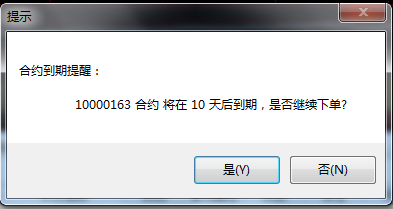 提示
合约到期提醒：
10000163 合约 将在 10 天后到期，是否继续下单?
是(Y)
否(N)